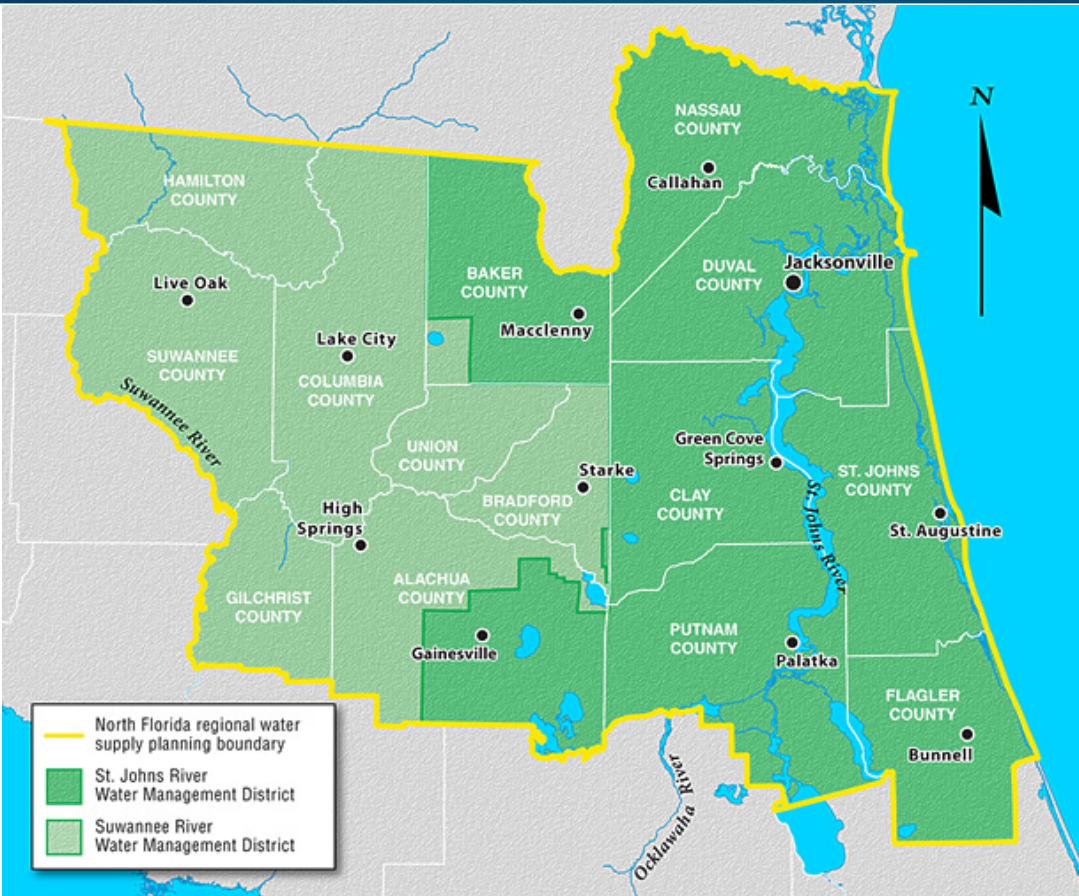 N
NASSAU
COUNTY
Callahan
HAMILTON
COUNTY
Live Oak
BAKER
COUNTY
Macclenny
DUVAL
COUNTY
Jacksonville
Lake City
SUWANNEE
COUNTY
COLUMBIA
COUNTY
Suwannee River
UNION
COUNTY
Starke
BRADFORD
COUNTY
Green Cove
Springs
CLAY
COUNTY
ST. JOHNS
COUNTY
St. Johns River
St. Augustine
High
Springs
ALACHUA
COUNTY
GILCHRIST
COUNTY
Gainesville
PUTNAM
COUNTY
Palatka
FLAGLER
COUNTY
Bunnell
Ocklawaha River
North Florida regional water
supply planning boundary
St. Johns River
Water Management District
Suwannee River
Water Management District